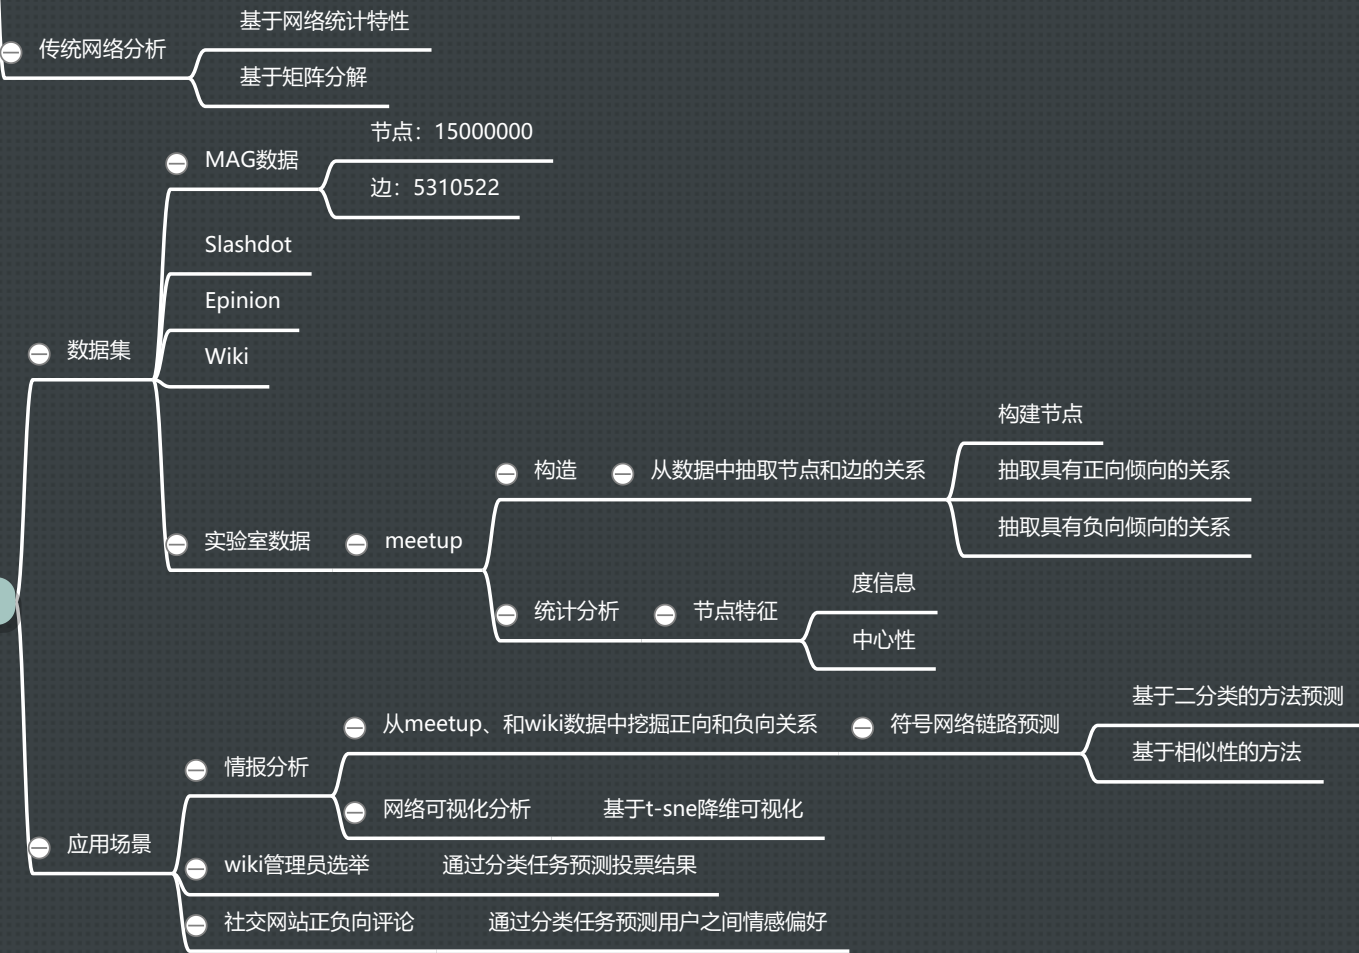 基于网络统计特性
传统网络分析
基于矩阵分解
节点：15000000
MAG数据
边：5310522
Slashdot
Epinion
数据集
Wiki
构建节点
构造
从数据中抽取节点和边的关系
抽取具有正向倾向的关系
抽取具有负向倾向的关系
实验室数据
meetup
度信息
统计分析
节点特征
中心性
基于二分类的方法预测
从meetup、和wiki数据中挖掘正向和负向关系
符号网络链路预测
基于相似性的方法
情报分析
网络可视化分析
基于t-sne降维可视化
应用场景
wiki管理员选举
通过分类任务预测投票结果
社交网站正负向评论
通过分类任务预测用户之间情感偏好